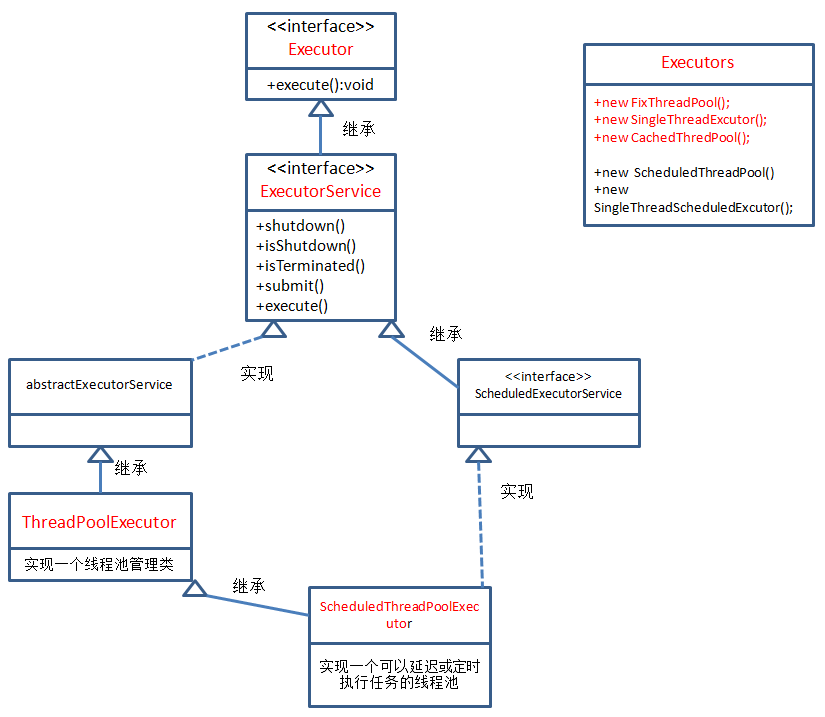 <<interface>>
Executor
+execute():void
继承
<<interface>>
ExecutorService
+shutdown()
+isShutdown()
+isTerminated()
+submit()
+execute()
Executors
+new FixThreadPool();
+new SingleThreadExcutor();
+new CachedThredPool();
+new ScheduledThreadPool()
+new
SingleThreadScheduledExcutor();
实现
继承
abstractExecutorService
<<interface>>
ScheduledExecutorService
继承
实现
ThreadPoolExecutor
实现一个线程池管理类
继承
ScheduledThreadPoolExec
utor
实现一个可以延迟或定时
执行任务的线程池